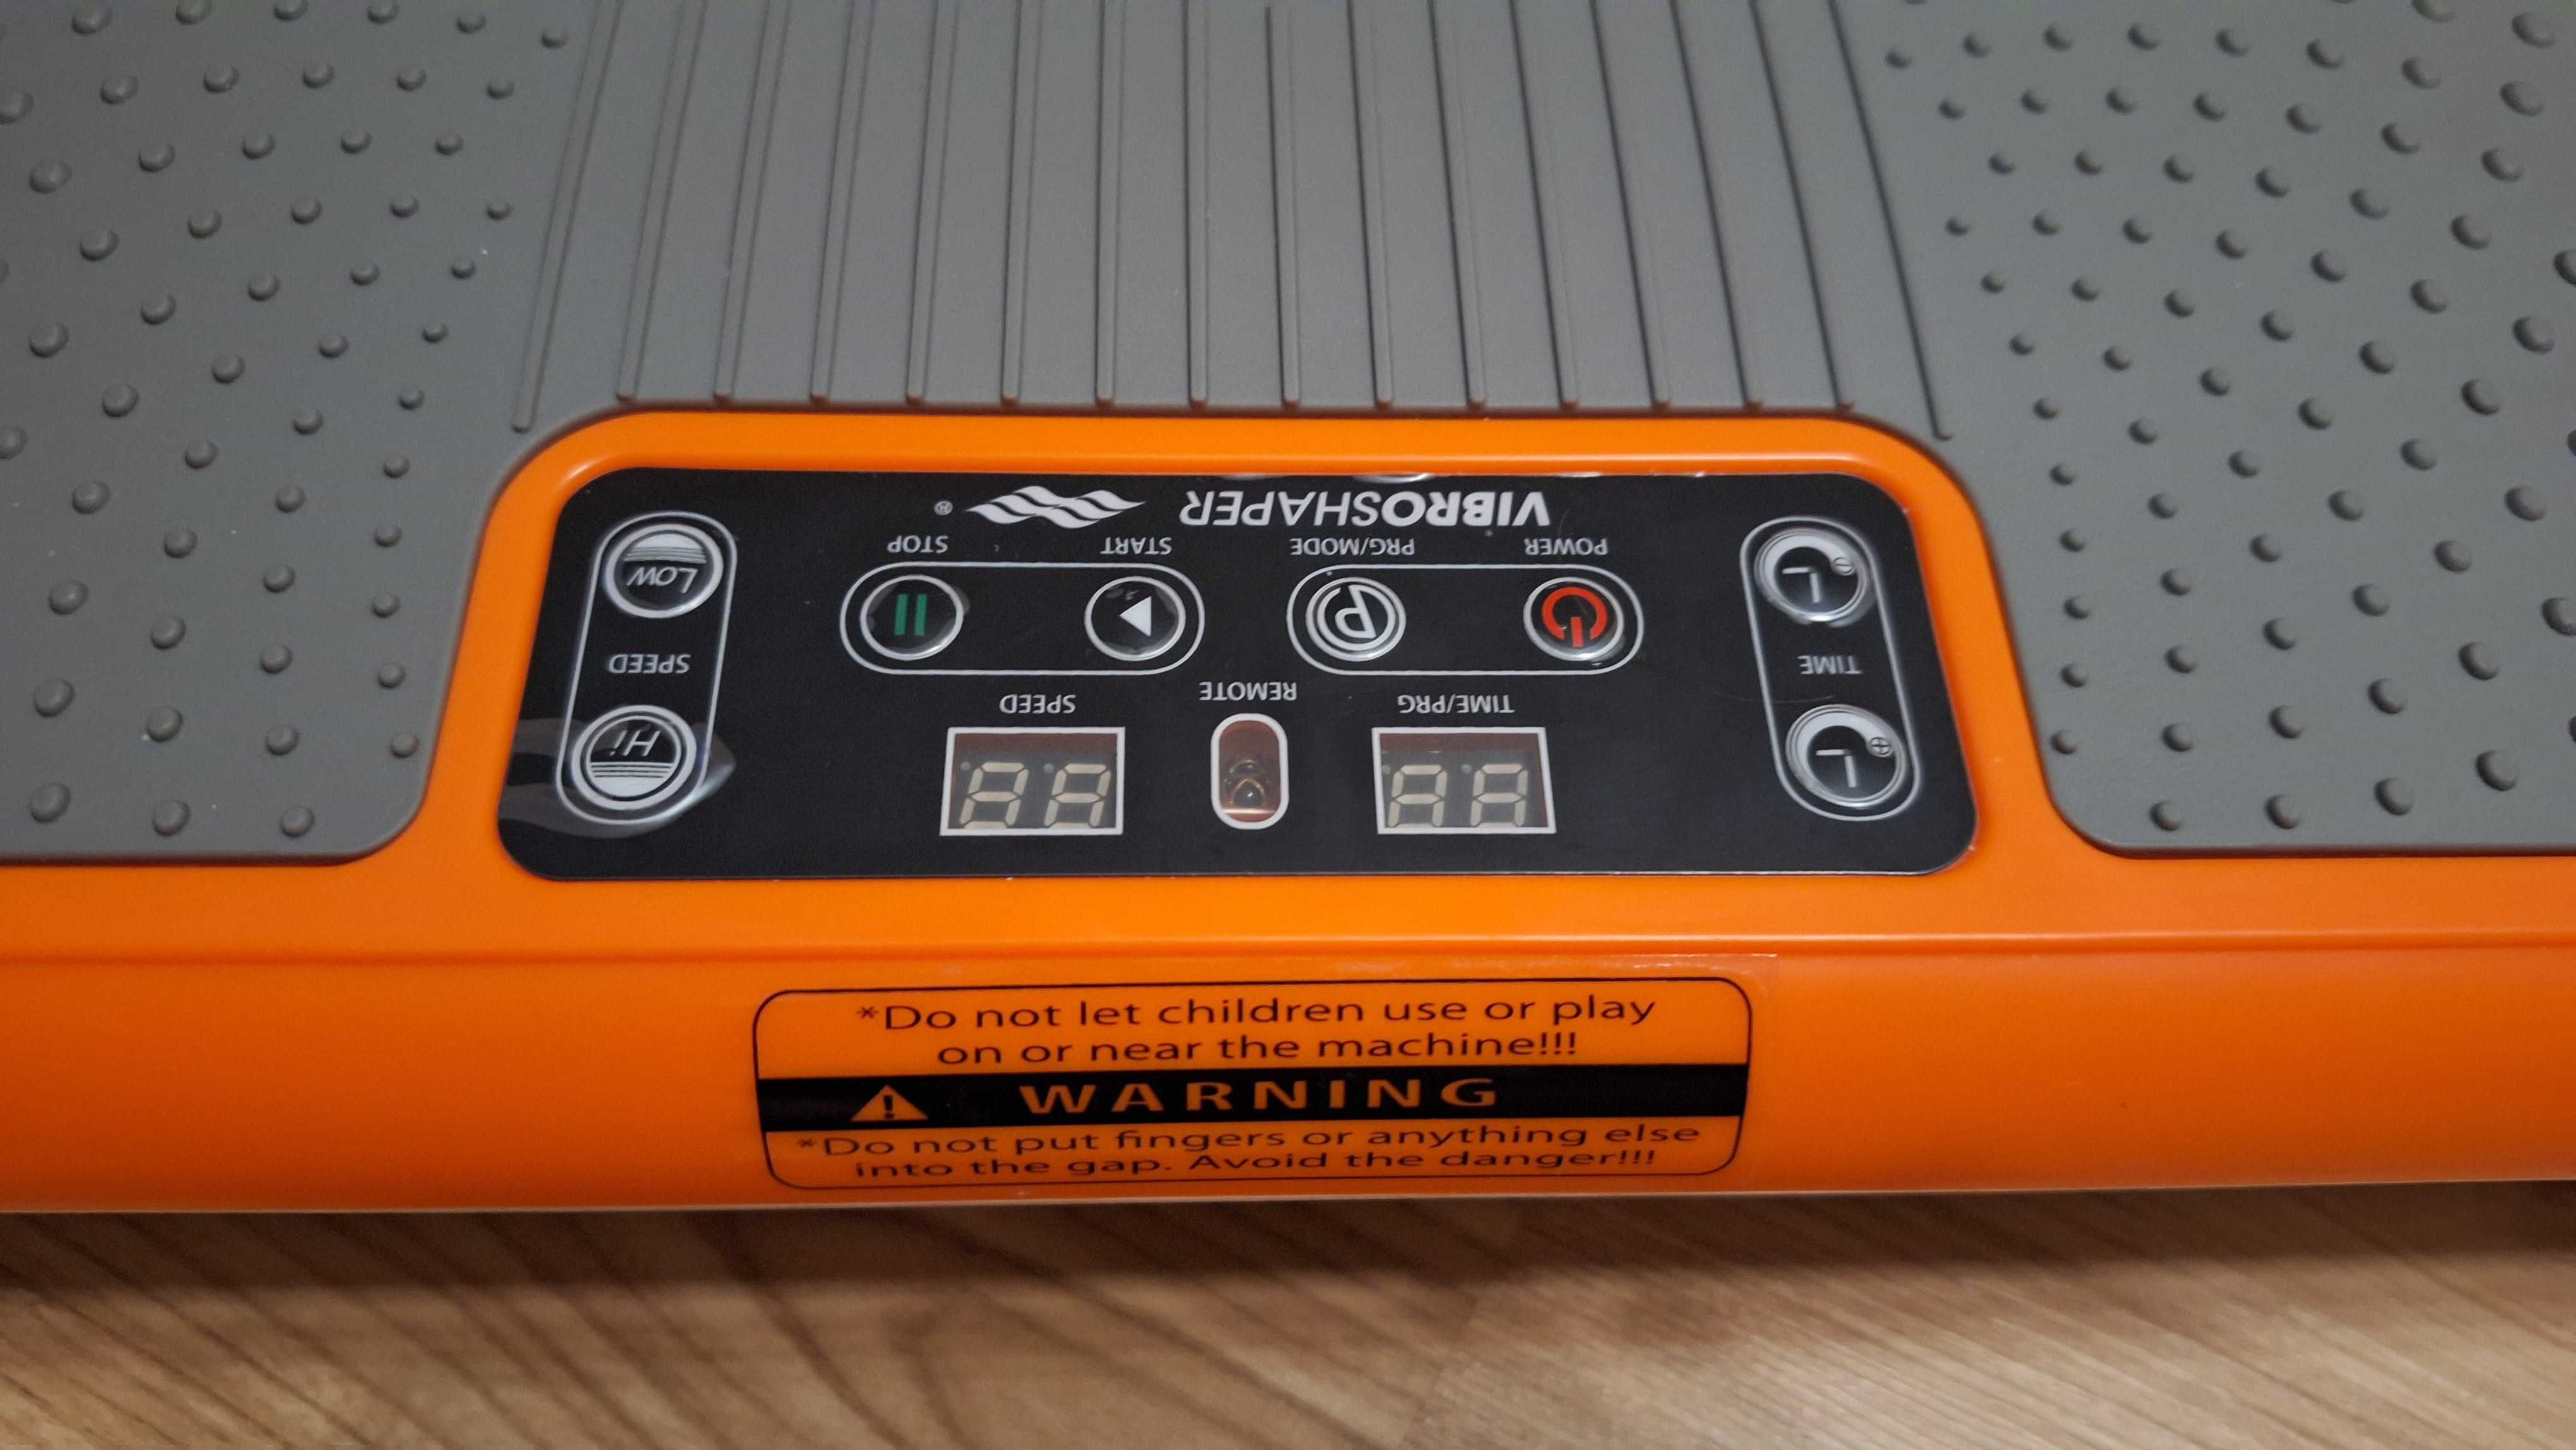 VIBROSHAPER ®
POWER PRG/MODE START STOP
P
TIME/PRG REMOTE SPEED
88 88
TIME
SPEED
Low
Hi
*Do not let children use or play
on or near the machine!!!
WARNING
*Do not put fingers or anything else
into the gap. Avoid the danger!!!